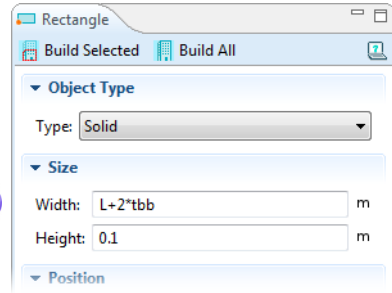 Rectangle
Build Selected Build All
Object Type
Type: Solid
Size
Width: L+2*tbb m
Height: 0.1 m
Position